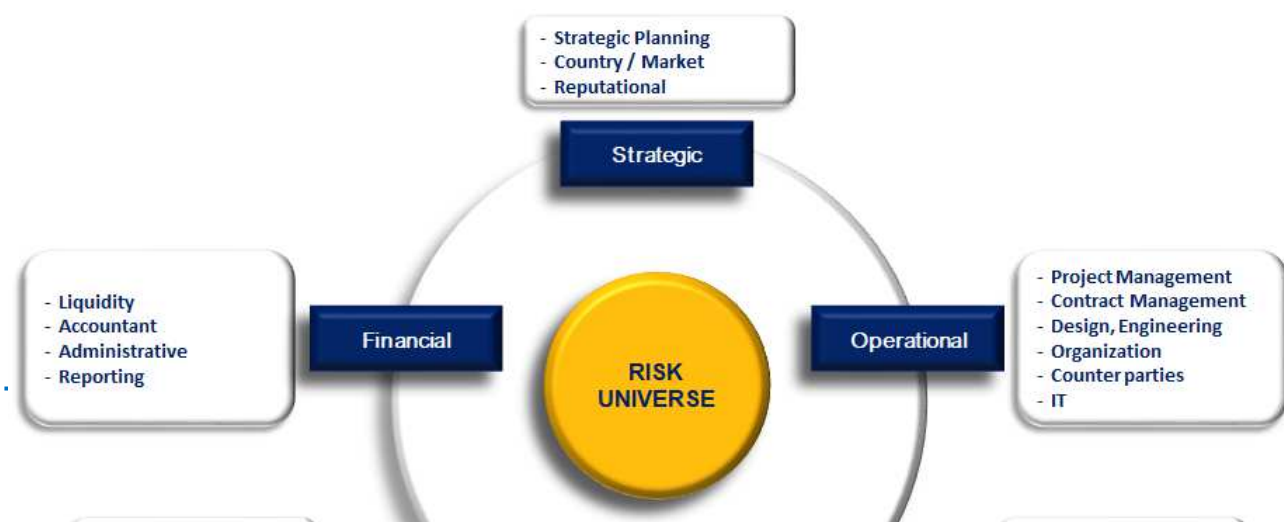 - Strategic Planning
- Country / Market
- Reputational
Strategic
- Liquidity
- Accountant
- Administrative
- Reporting
Financial
RISK
UNIVERSE
Operational
- Project Management
- Contract Management
- Design, Engineering
- Organization
- Counter parties
- IT